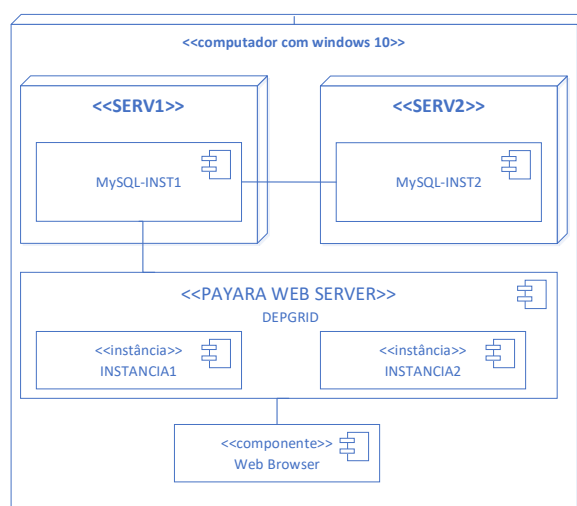 <<computador com windows 10>>
<<SERV1>>
<<SERV2>>
MySQL-INST1
MySQL-INST2
<<PAYARA WEB SERVER>>
DEPGRID
<<instância>>
INSTANCIA1
<<instância>>
INSTANCIA2
<<componente>>
Web Browser